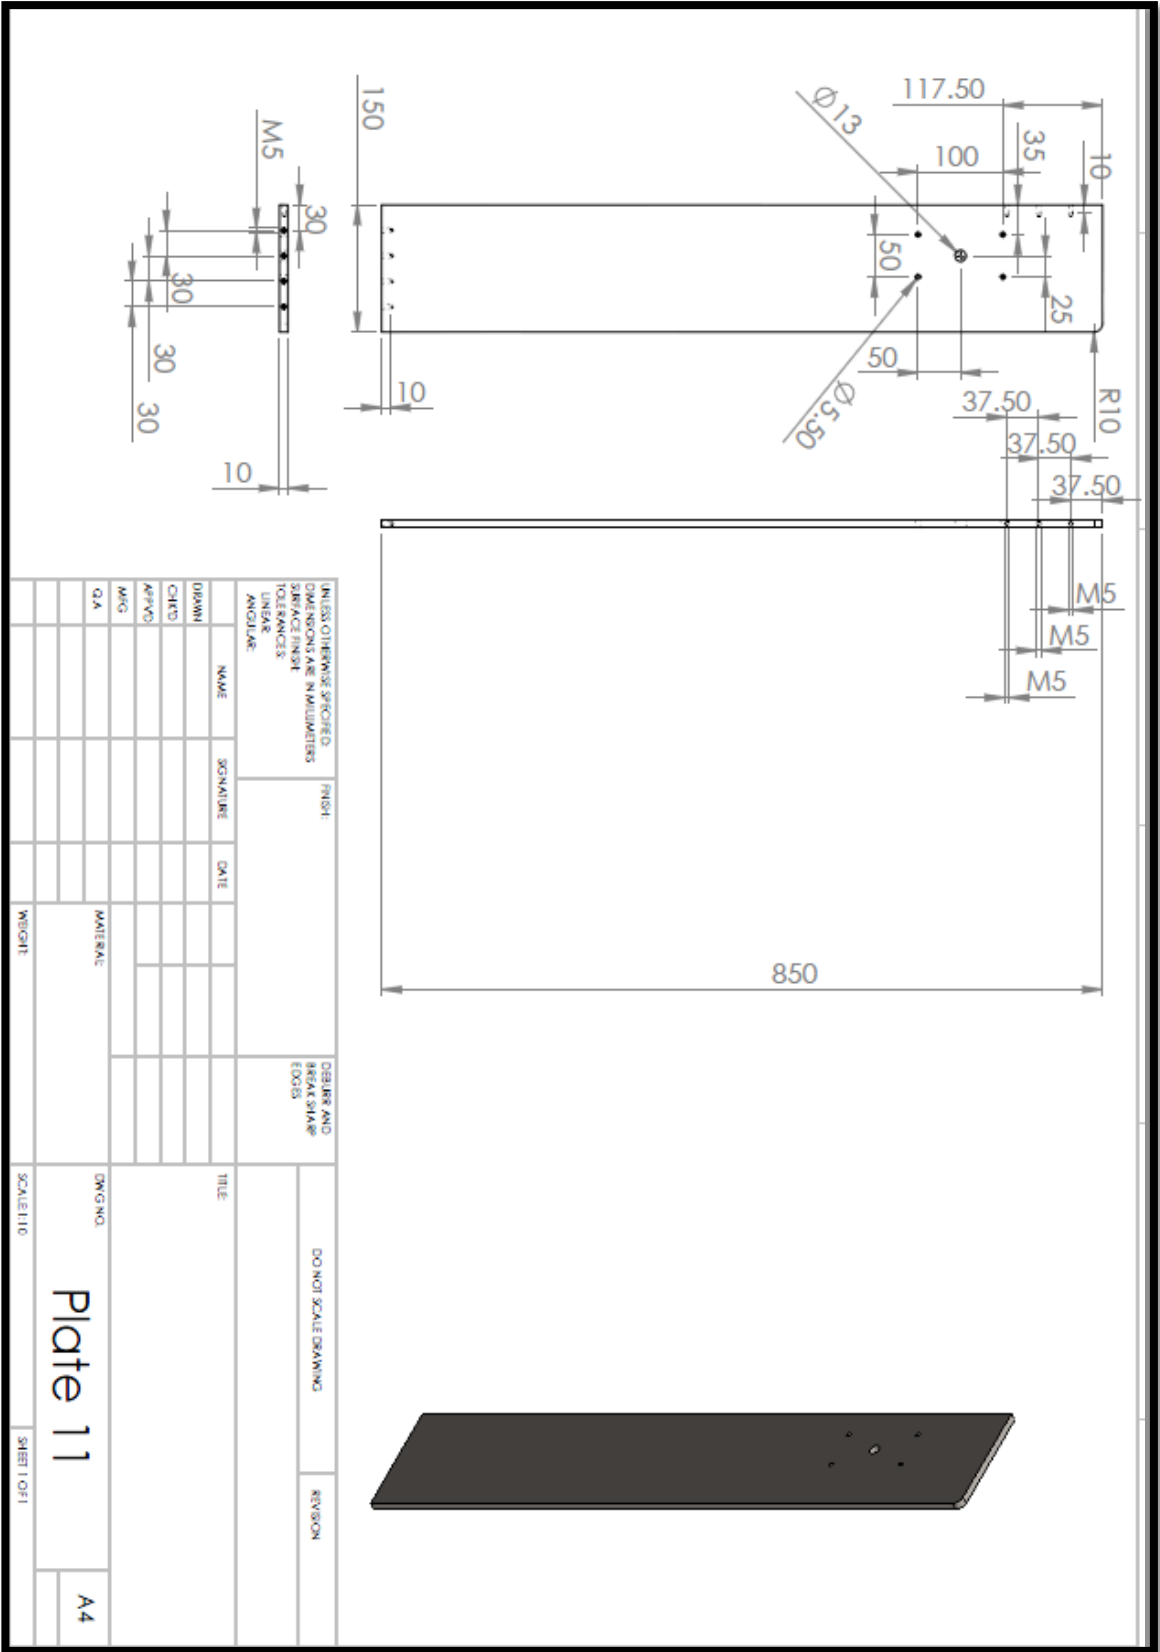 117.50
Ø13
35
10
100
150
M5
30
50
25
30
50
10
R10
30
Ø5.50
37.50
30
37.50
10
37.50
M5
M5
M5
850
UNLESS OTHERWISE SPECIFIED:
DIMENSIONS ARE IN MILLIMETERS
SURFACE FINISH:
TOLERANCES:
LINEAR:
ANGULAR:
FINISH:
DEBURR AND
BREAK SHARP
EDGES
DO NOT SCALE DRAWING
REVISION
NAME
SIGNATURE
DATE
TITLE:
DRAWN
CHK'D
APPV'D
MFG
Q.A
MATERIAL:
DWG NO.
Plate 11
A4
WEIGHT:
SCALE:1:10
SHEET 1 OF 1